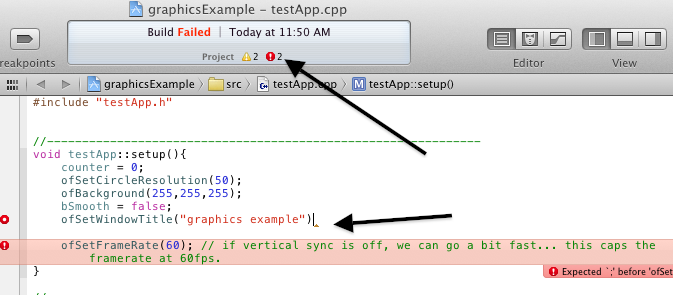 graphicsExample – testApp.cpp
Build Failed | Today at 11:50 AM
Project 2 2
reakpoints
Editor
View
graphicsExample src testApp.cpp testApp::setup()
#include "testApp.h"
//--------------------------------------------------------------
void testApp::setup(){
counter = 0;
ofSetCircleResolution(50);
ofBackground(255,255,255);
bSmooth = false;
ofSetWindowTitle("graphics example")
ofSetFrameRate(60); // if vertical sync is off, we can go a bit fast... this caps the
framerate at 60fps.
}
Expected `;' before 'ofSet